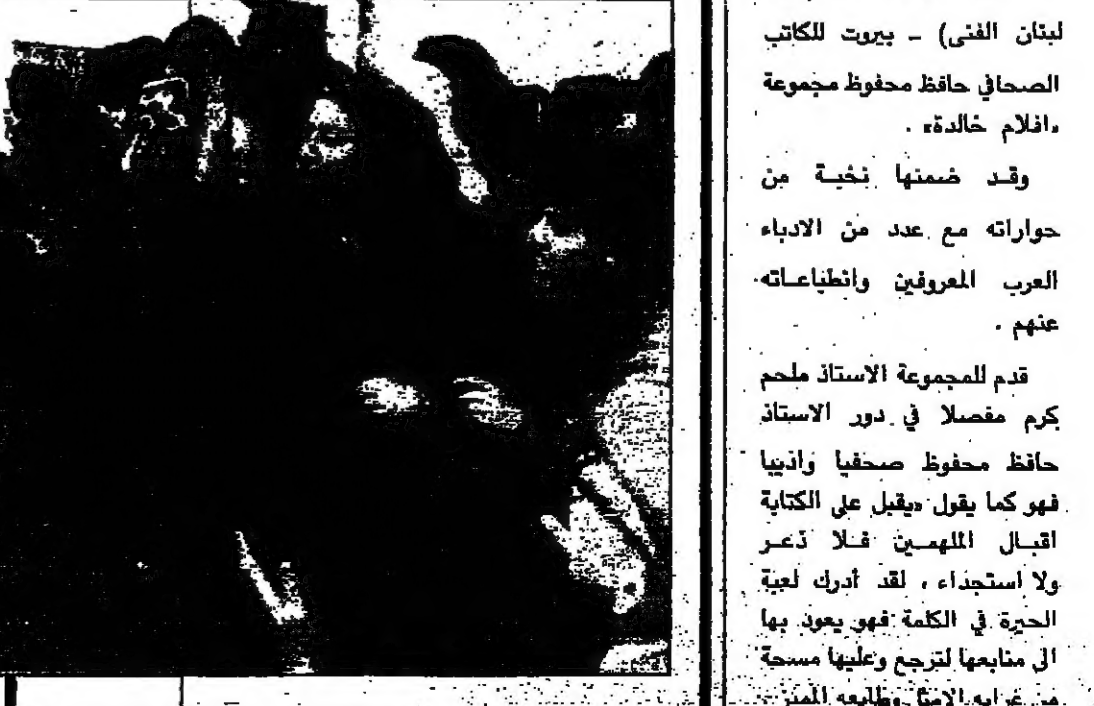 لبنان الفنى) - بيروت للكاتب
الصحافي حافظ محفوظ مجموعة
«افلام خالدة» .
وقد ضمنها نخبة من
حواراته مع عدد من الادباء
العرب المعروفين وانطباعاته
عنهم .
قدم للمجموعة الاستاذ ملحم
كرم مفصلا في دور الاستاذ
حافظ محفوظ صحفيا واديبا
فهو كما يقول «يقبل على الكتابة
اقبال الملهمين فلا ذعر
ولا استجداء ، لقد أدرك لعبة
الحيرة في الكلمة فهو يعود بها
الى منابعها لترجع وعليها مسحة
من